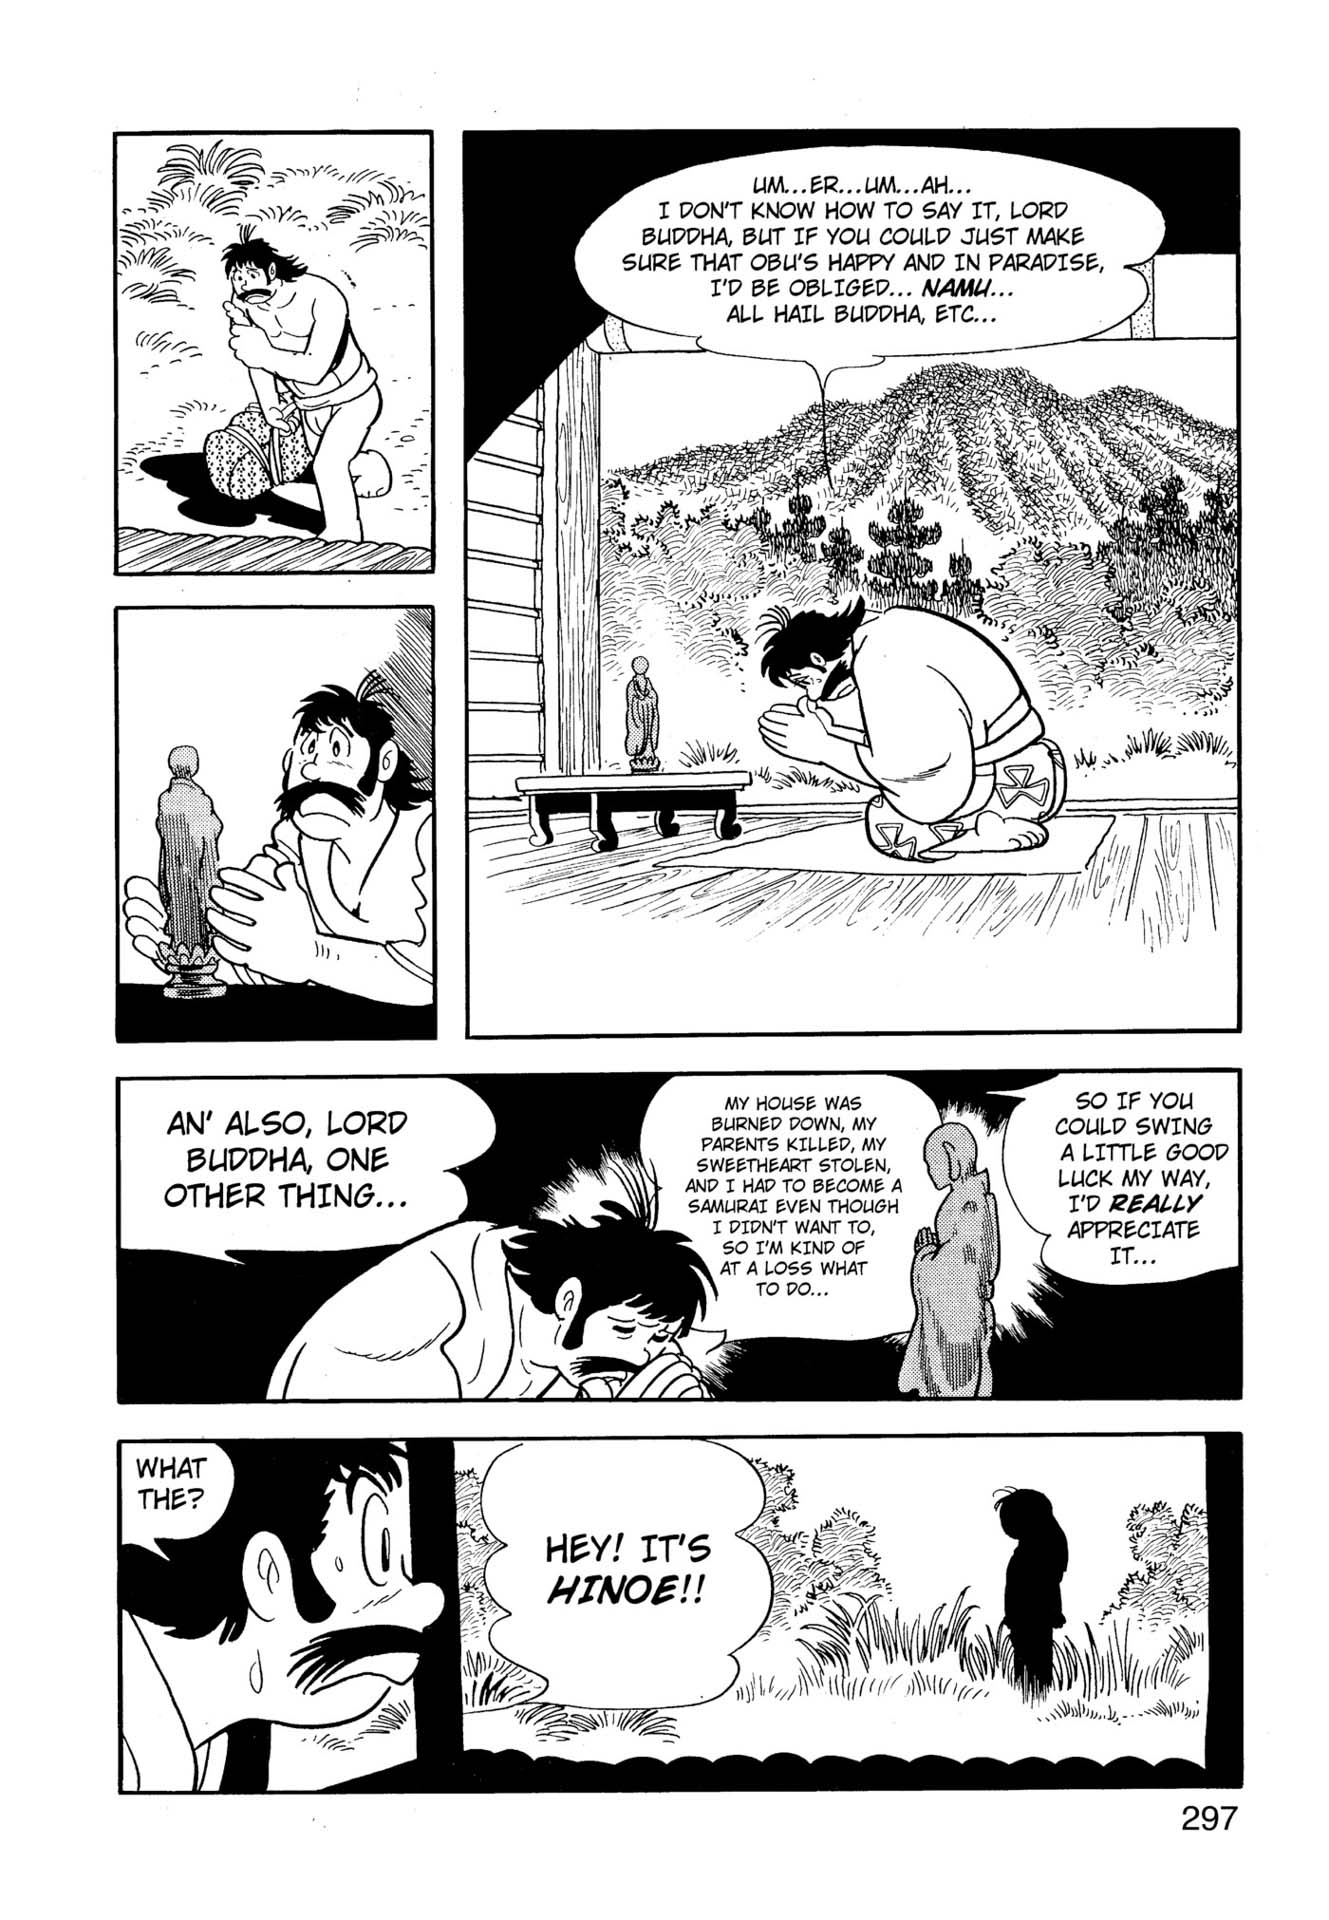 UM...ER...UM...AH...
I DON'T KNOW HOW TO SAY IT, LORD
BUDDHA, BUT IF YOU COULD JUST MAKE
SURE THAT OBU'S HAPPY AND IN PARADISE,
I'D BE OBLIGED... NAMU...
ALL HAIL BUDDHA, ETC...
AN' ALSO, LORD
BUDDHA, ONE
OTHER THING...
MY HOUSE WAS
BURNED DOWN, MY
PARENTS KILLED, MY
SWEETHEART STOLEN,
AND I HAD TO BECOME A
SAMURAI EVEN THOUGH
I DIDN'T WANT TO,
SO I'M KIND OF
AT A LOSS WHAT
TO DO...
SO IF YOU
COULD SWING
A LITTLE GOOD
LUCK MY WAY,
I'D REALLY
APPRECIATE
IT...
WHAT
THE?
HEY! IT'S
HINOE!!
297